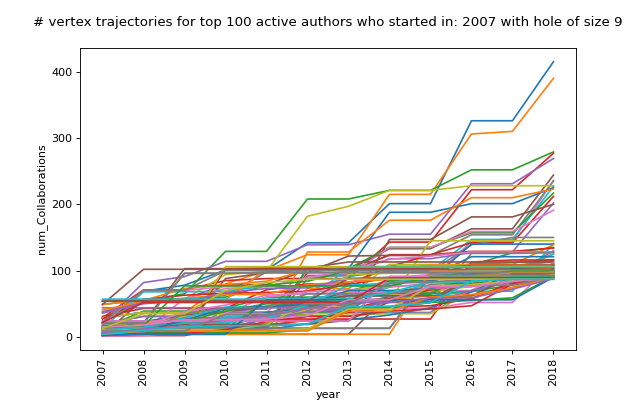 # vertex trajectories for top 100 active authors who started in: 2007 with hole of size 9
400
300
200
100
0
num_Collaborations
2007 2008 2009 2010 2011 2012 2013 2014 2015 2016 2017 2018
year